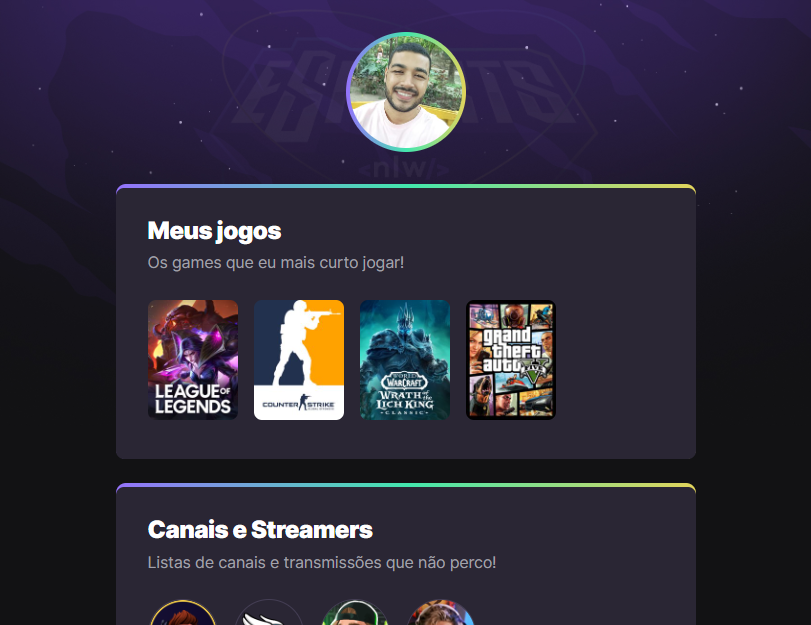 ESPORTS
<nlw/>
Meus jogos
Os games que eu mais curto jogar!
LEAGUE OF
LEGENDS
COUNTER STRIKE
WORLD
WARCRAFT
WRATH OF THE
LICH KING
CLASSIC
grand
theft
auto
V
Canais e Streamers
Listas de canais e transmissões que não perco!